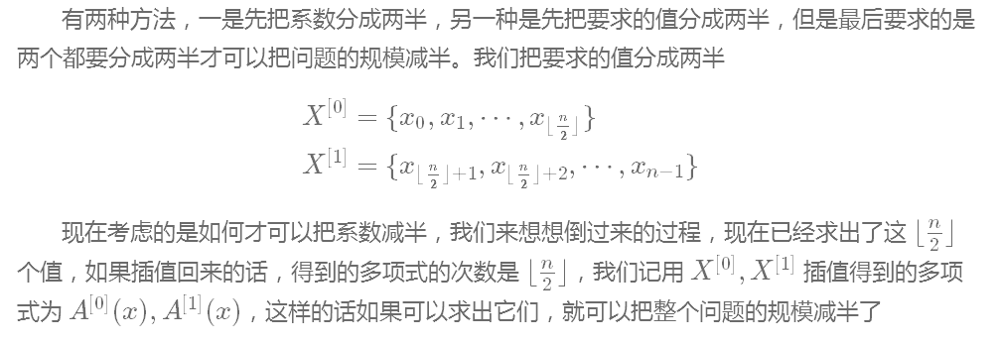 有两种方法，一是先把系数分成两半，另一种是先把要求的值分成两半，但是最后要求的是
两个都要分成两半才可以把问题的规模减半。我们把要求的值分成两半
$X^{[0]} = \{x_0, x_1, \cdots, x_{\lfloor \frac{n}{2} \rfloor}\}$
$X^{[1]} = \{x_{\lfloor \frac{n}{2} \rfloor+1}, x_{\lfloor \frac{n}{2} \rfloor+2}, \cdots, x_{n-1}\}$
现在考虑的是如何才可以把系数减半，我们来想想倒过来的过程，现在已经求出了这 $\lfloor \frac{n}{2} \rfloor$
个值，如果插值回来的话，得到的多项式的次数是 $\lfloor \frac{n}{2} \rfloor$，我们记用 $X^{[0]}, X^{[1]}$ 插值得到的多项
式为 $A^{[0]}(x), A^{[1]}(x)$，这样的话如果可以求出它们，就可以把整个问题的规模减半了